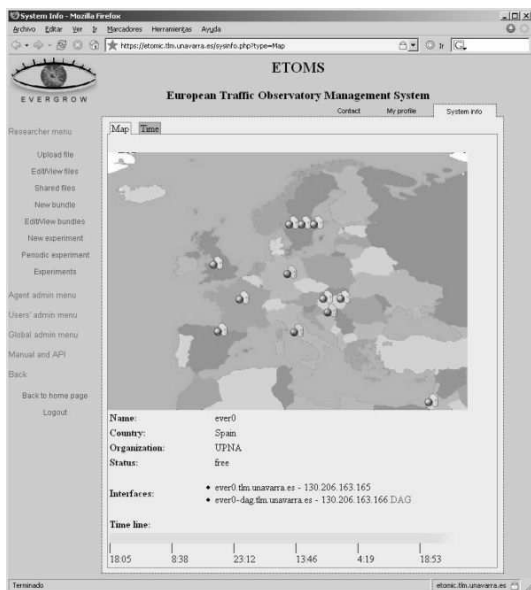 System Info - Mozilla Firefox
Archivo Editar Ver Ir Marcadores Herramientas Ayuda
https://etomic.tlm.unavarra.es/sysinfo.php?type=Map
Ir
EVERGROW
ETOMS
European Traffic Observatory Management System
Contact My profile System info
Map Time
Researcher menu
Upload file
Edit/View files
Shared files
New bundle
Edit/View bundles
New experiment
Periodic experiment
Experiments
Agent admin menu
Users' admin menu
Global admin menu
Manual and API
Back
Back to home page
Logout
Name: ever0
Country: Spain
Organization: UPNA
Status: free
Interfaces:
• ever0.tlm.unavarra.es - 130.206.163.165
• ever0-dag.tlm.unavarra.es - 130.206.163.166 DAG
Time line:
18:05 8:38 23:12 13:46 4:19 18:53
Terminado etomic.tlm.unavarra.es